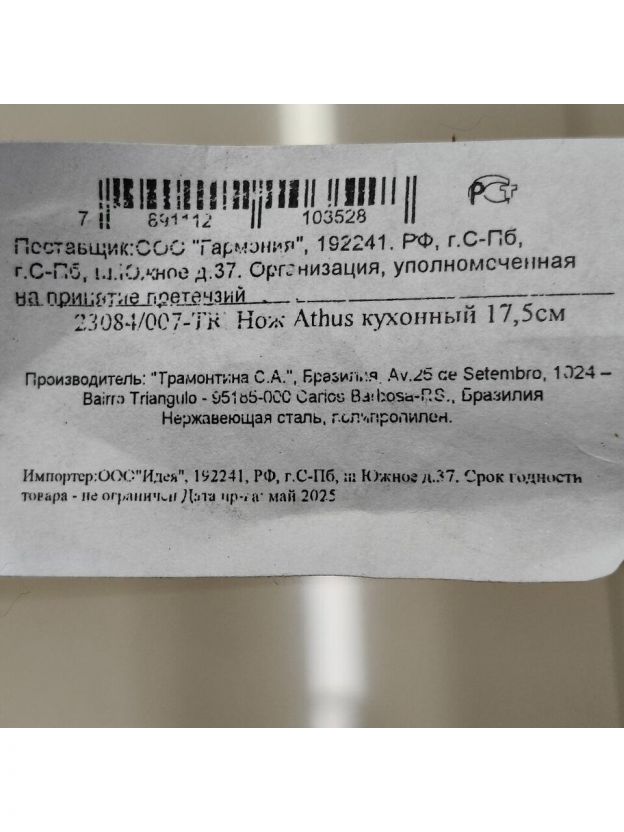 7 891112 103528
Поставщик:ООО "Гармония", 192241. РФ, г.С-Пб,
г.С-Пб, ш.Южное д.37. Организация, уполномоченная
на принятие претензий
23084/007-TR Нож Athus кухонный 17,5см
Производитель: "Трамонтина С.А.", Бразилия, Av.25 de Setembro, 1024 –
Bairro Triangulo - 95185-000 Carlos Barbosa-RS., Бразилия
Нержавеющая сталь, полипропилен.
Импортер:ООО"Идея", 192241, РФ, г.С-Пб, ш Южное д.37. Срок годности
товара - не ограничен Дата май 2025